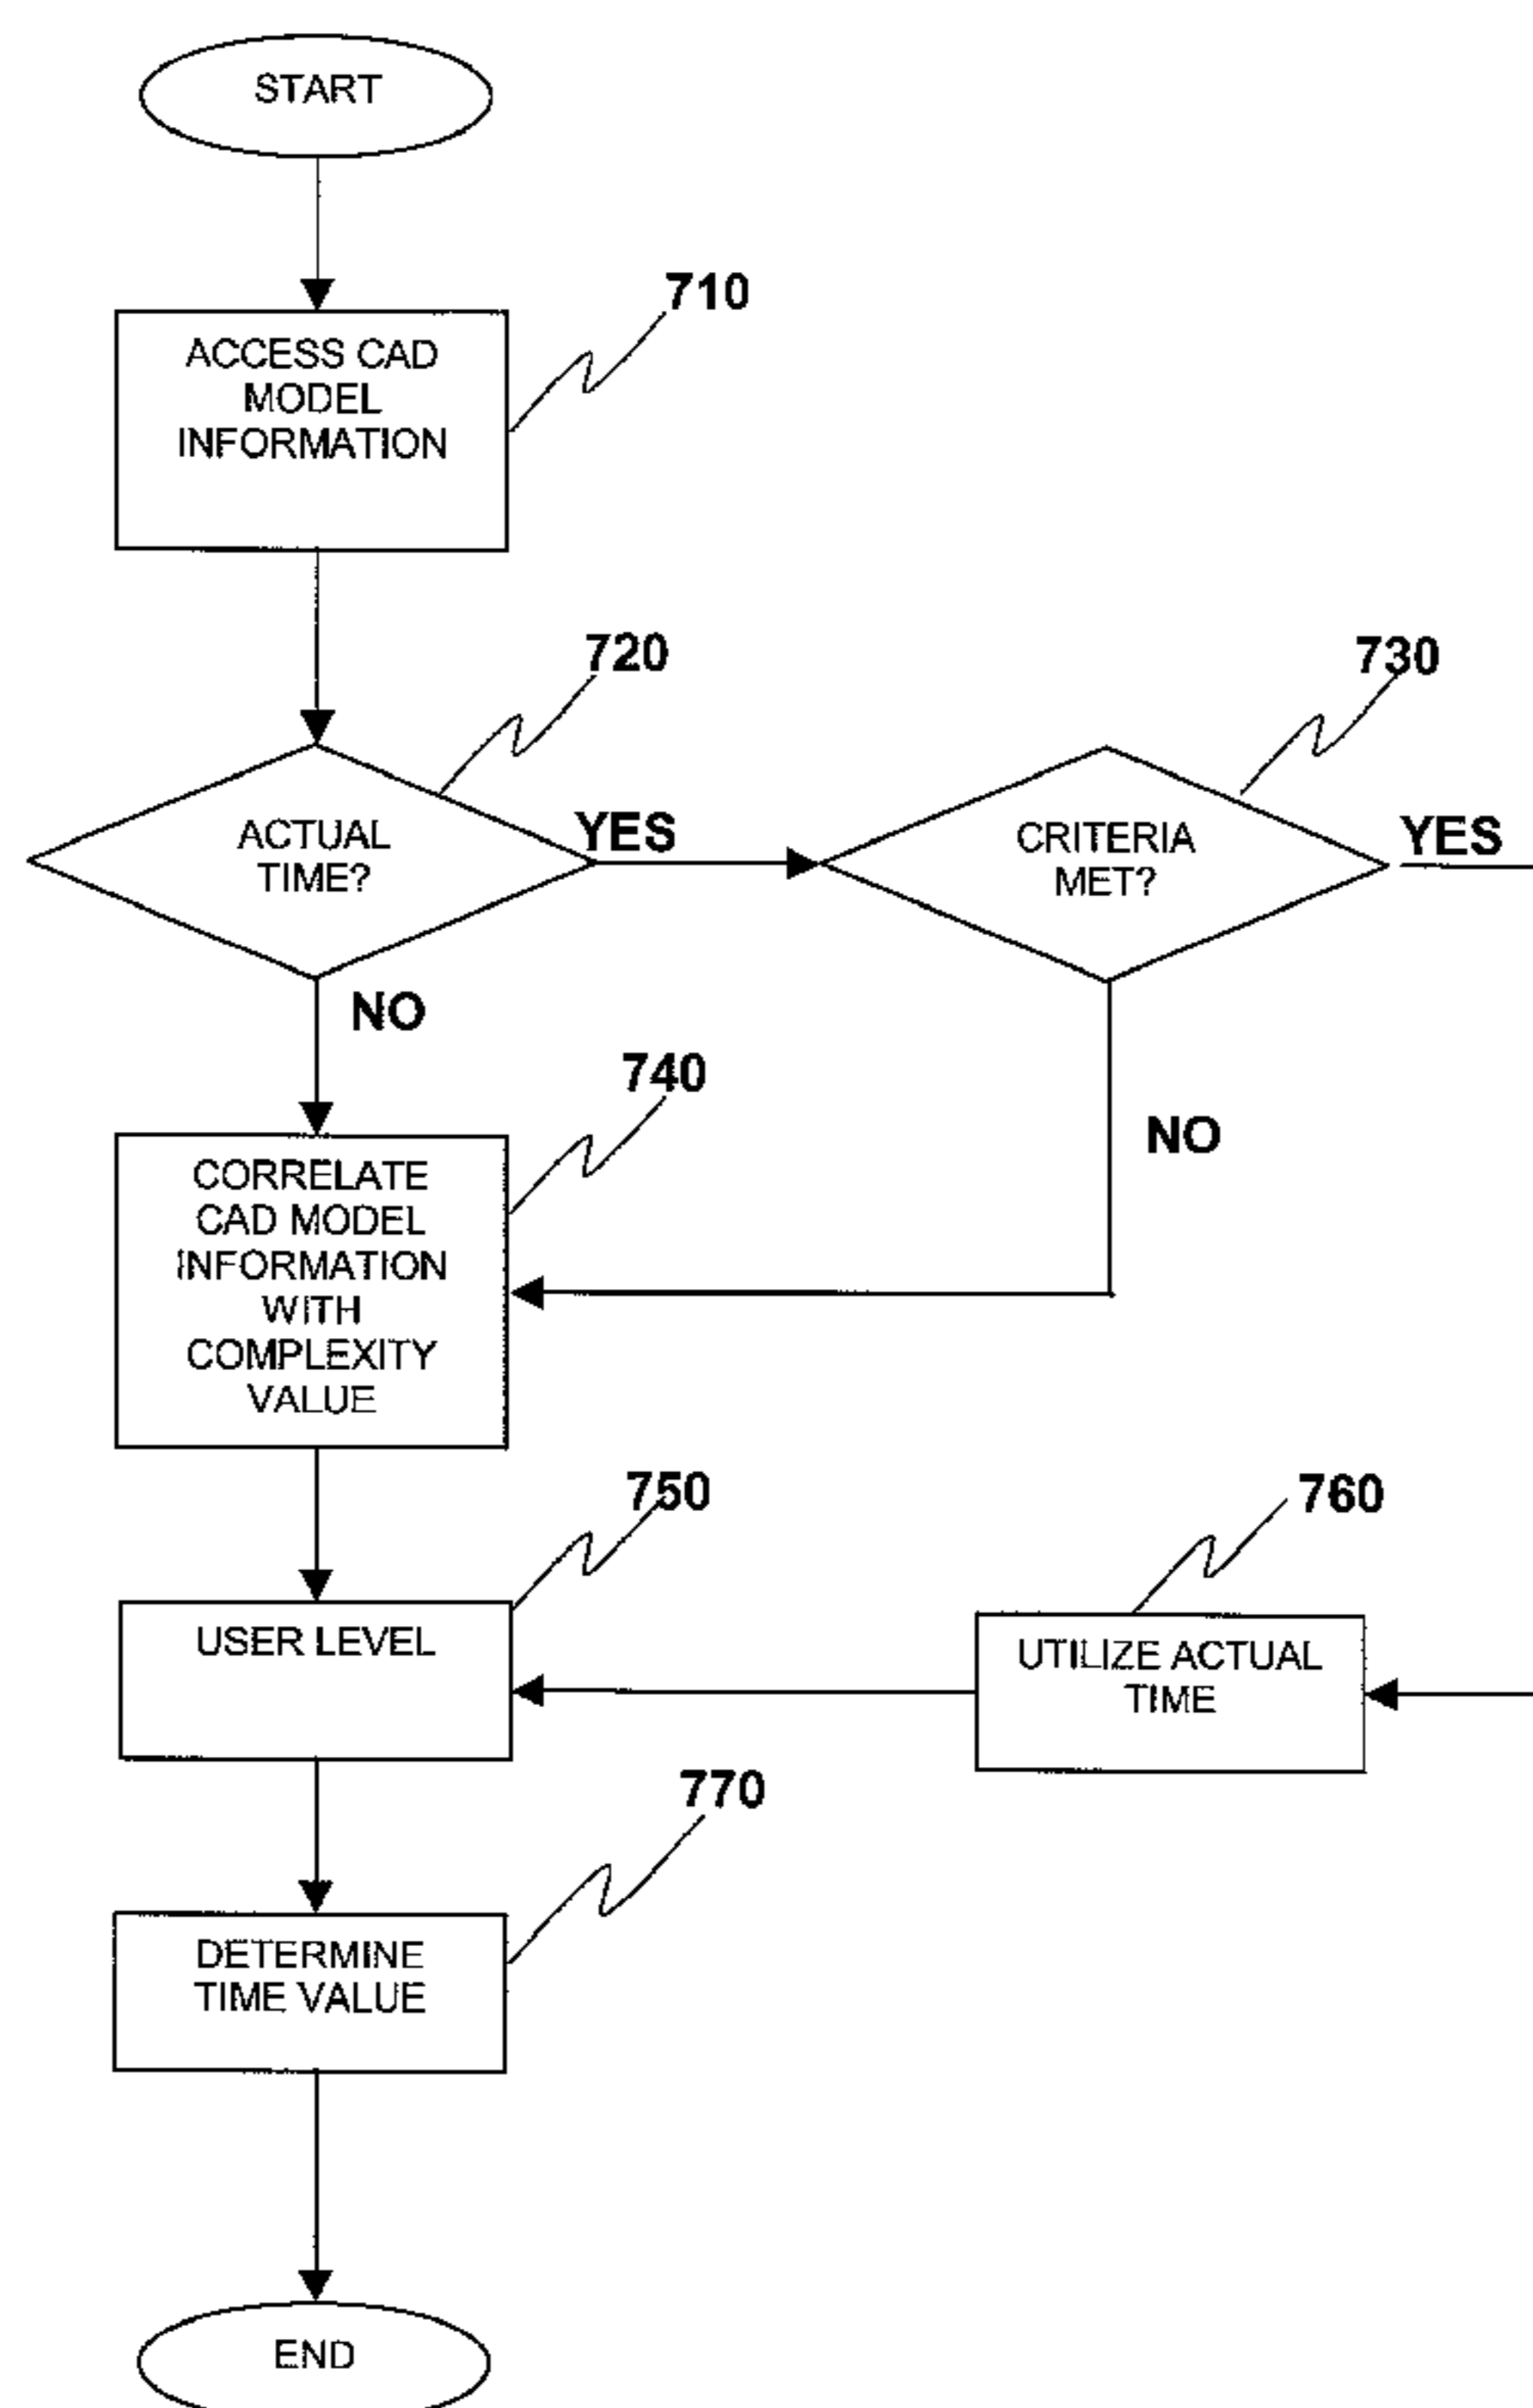 START
710
ACCESS CAD
MODEL
INFORMATION
720
730
ACTUAL
TIME?
YES
CRITERIA
MET?
YES
NO
740
NO
CORRELATE
CAD MODEL
INFORMATION
WITH
COMPLEXITY
VALUE
750
760
USER LEVEL
UTILIZE ACTUAL
TIME
770
DETERMINE
TIME VALUE
END